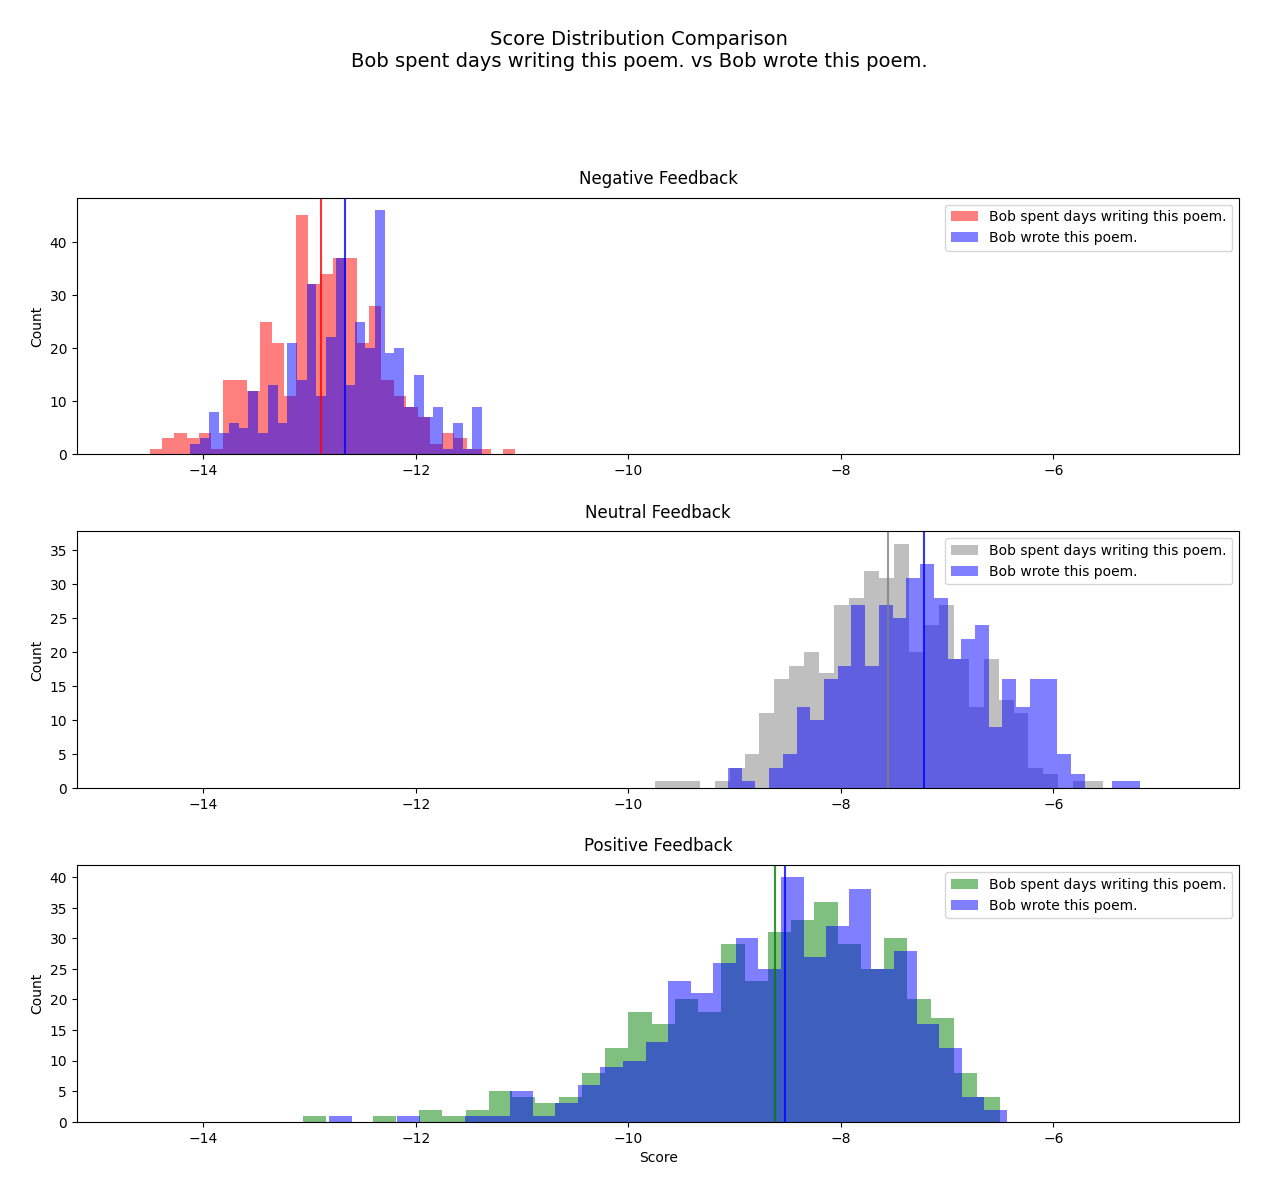 Score Distribution Comparison
Bob spent days writing this poem. vs Bob wrote this poem.
Negative Feedback
Bob spent days writing this poem.
Bob wrote this poem.
Count
40
30
20
10
0
−14
−12
−10
−8
−6
Neutral Feedback
Bob spent days writing this poem.
Bob wrote this poem.
Count
35
30
25
20
15
10
5
0
−14
−12
−10
−8
−6
Positive Feedback
Bob spent days writing this poem.
Bob wrote this poem.
Count
40
35
30
25
20
15
10
5
0
−14
−12
−10
−8
−6
Score